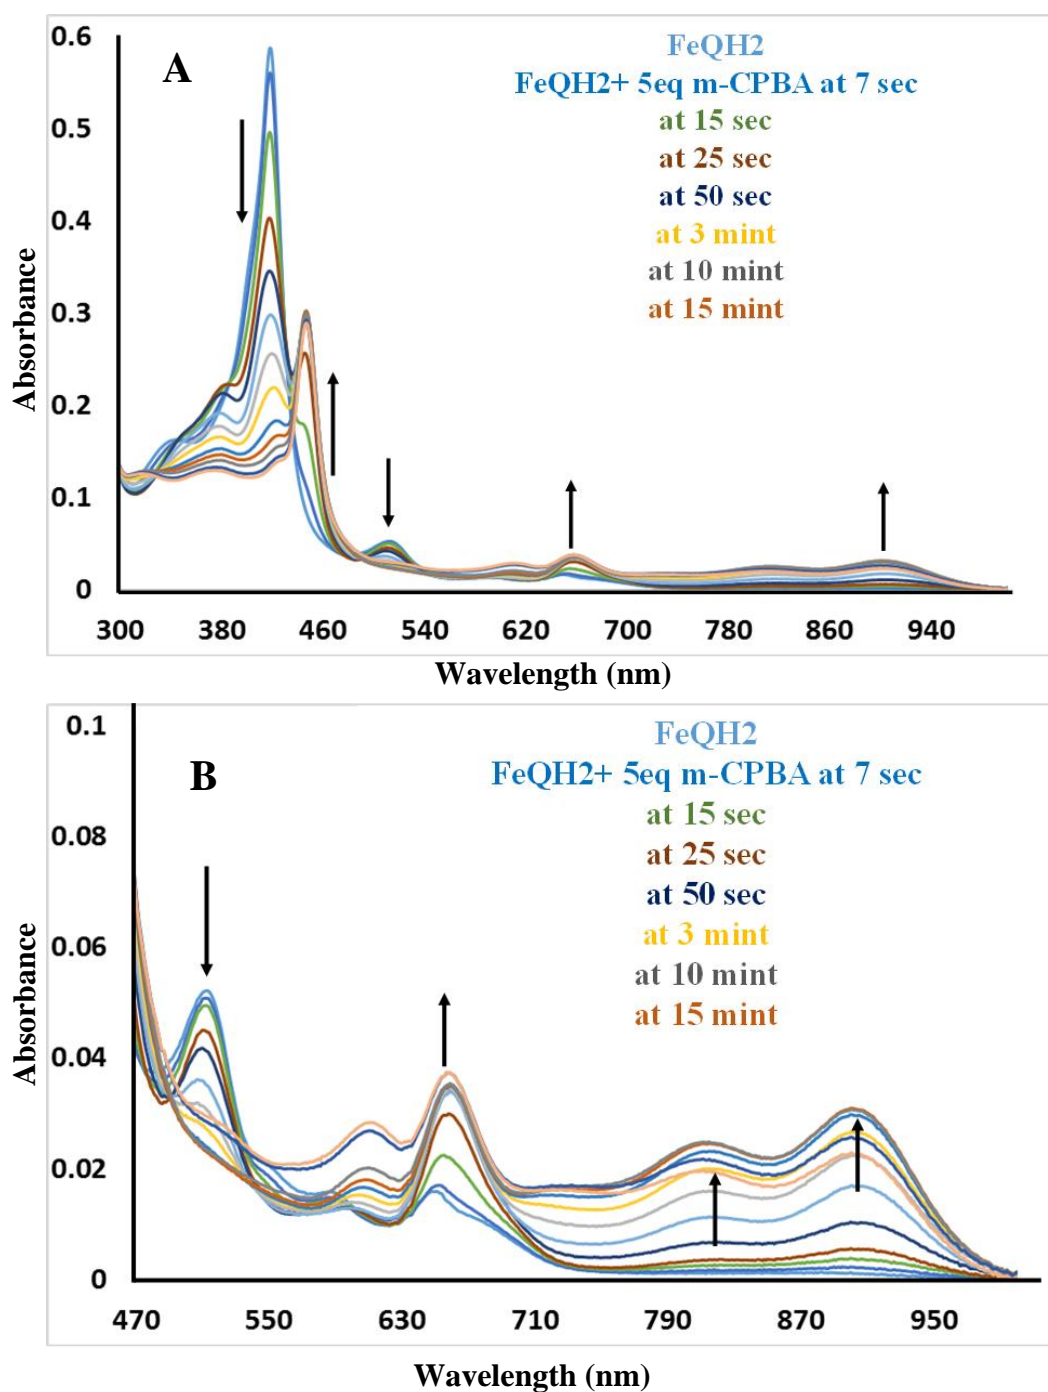 A
FeQH2
FeQH2+ 5eq m-CPBA at 7 sec
at 15 sec
at 25 sec
at 50 sec
at 3 mint
at 10 mint
at 15 mint
Absorbance
0.6
0.5
0.4
0.3
0.2
0.1
0
300 380 460 540 620 700 780 860 940
Wavelength (nm)
B
FeQH2
FeQH2+ 5eq m-CPBA at 7 sec
at 15 sec
at 25 sec
at 50 sec
at 3 mint
at 10 mint
at 15 mint
Absorbance
0.1
0.08
0.06
0.04
0.02
0
470 550 630 710 790 870 950
Wavelength (nm)